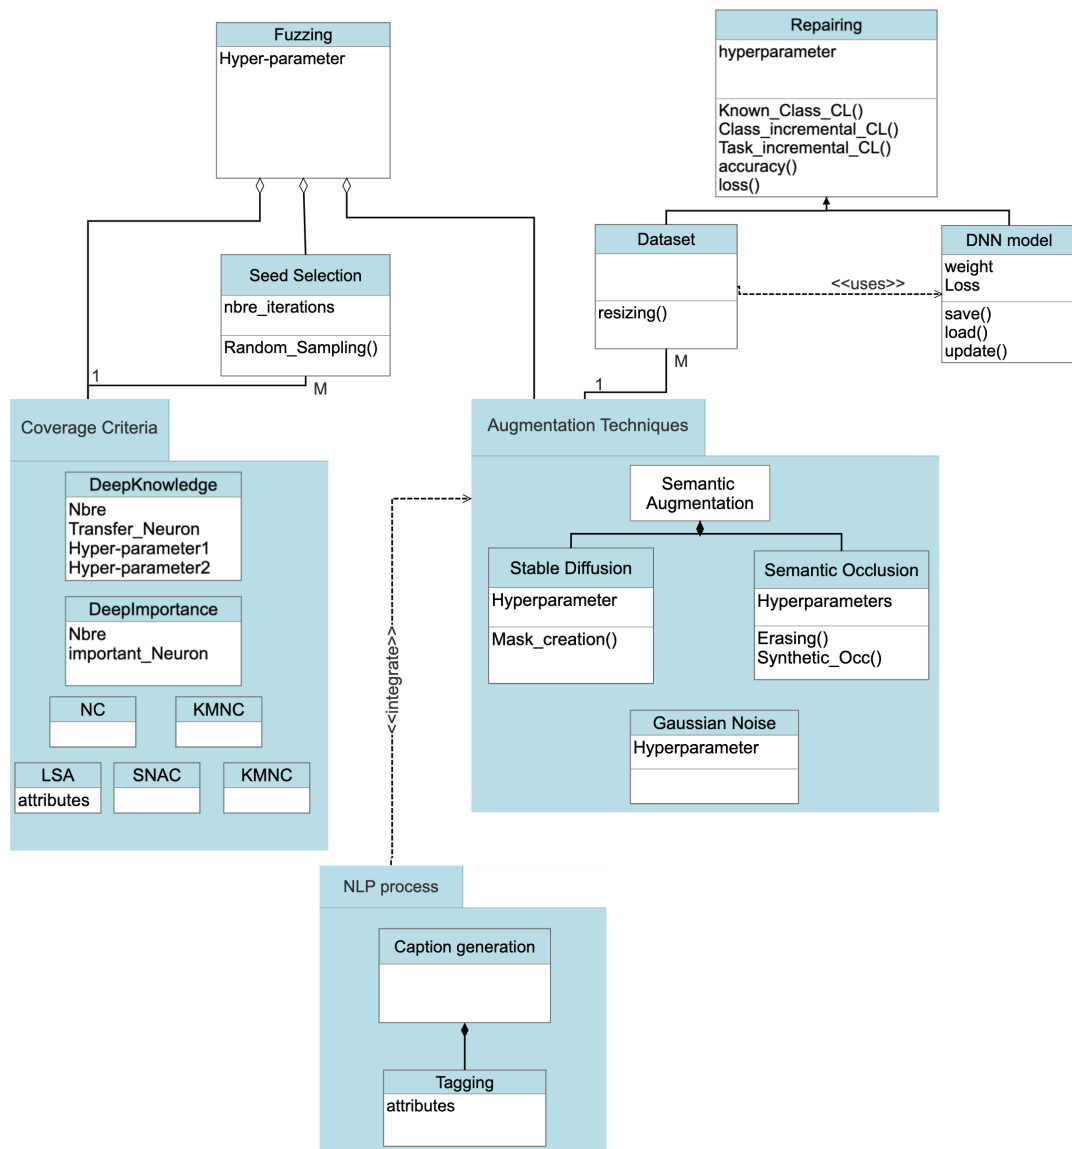 Fuzzing
Hyper-parameter
Repairing
hyperparameter
Known_Class_CL()
Class_incremental_CL()
Task_incremental_CL()
accuracy()
loss()
Seed Selection
nbre_iterations
Random_Sampling()
Dataset
resizing()
<<uses>>
DNN model
weight
Loss
save()
load()
update()
1
M
1
M
Coverage Criteria
DeepKnowledge
Nbre
Transfer_Neuron
Hyper-parameter1
Hyper-parameter2
DeepImportance
Nbre
important_Neuron
NC
KMNC
LSA
attributes
SNAC
KMNC
Augmentation Techniques
Semantic
Augmentation
Stable Diffusion
Hyperparameter
Mask_creation()
Semantic Occlusion
Hyperparameters
Erasing()
Synthetic_Occ()
Gaussian Noise
Hyperparameter
<<integrate>>
NLP process
Caption generation
Tagging
attributes